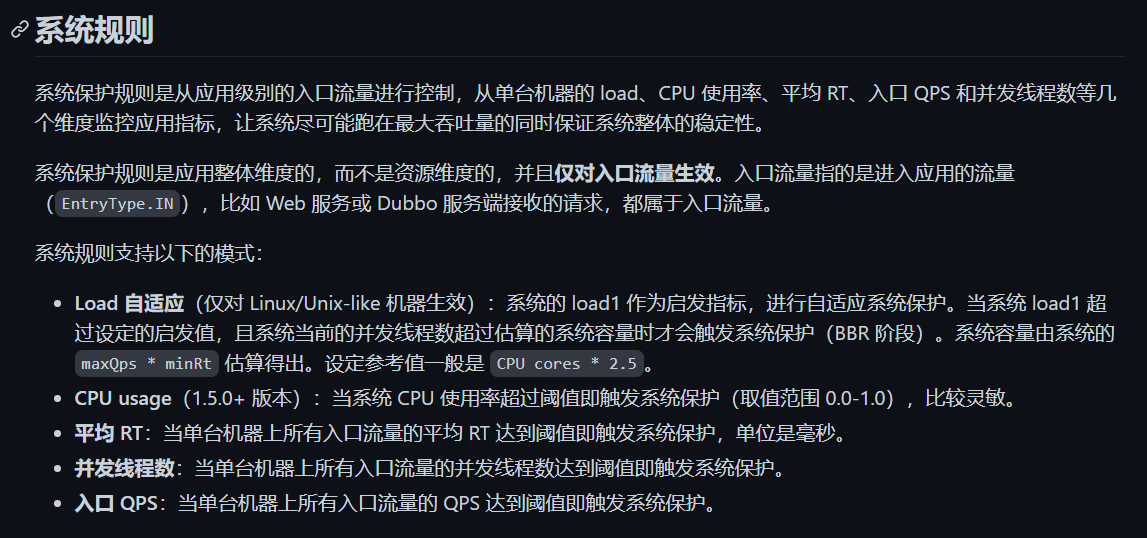 系统规则
系统保护规则是从应用级别的入口流量进行控制，从单台机器的 load、CPU 使用率、平均 RT、入口 QPS 和并发线程数等几
个维度监控应用指标，让系统尽可能跑在最大吞吐量的同时保证系统整体的稳定性。
系统保护规则是应用整体维度的，而不是资源维度的，并且仅对入口流量生效。入口流量指的是进入应用的流量
（EntryType.IN），比如 Web 服务或 Dubbo 服务端接收的请求，都属于入口流量。
系统规则支持以下的模式：
• Load 自适应（仅对 Linux/Unix-like 机器生效）：系统的 load1 作为启发指标，进行自适应系统保护。当系统 load1 超
过设定的启发值，且系统当前的并发线程数超过估算的系统容量时才会触发系统保护（BBR 阶段）。系统容量由系统的
maxQps * minRt 估算得出。设定参考值一般是 CPU cores * 2.5。
• CPU usage（1.5.0+ 版本）：当系统 CPU 使用率超过阈值即触发系统保护（取值范围 0.0-1.0），比较灵敏。
• 平均 RT：当单台机器上所有入口流量的平均 RT 达到阈值即触发系统保护，单位是毫秒。
• 并发线程数：当单台机器上所有入口流量的并发线程数达到阈值即触发系统保护。
• 入口 QPS：当单台机器上所有入口流量的 QPS 达到阈值即触发系统保护。